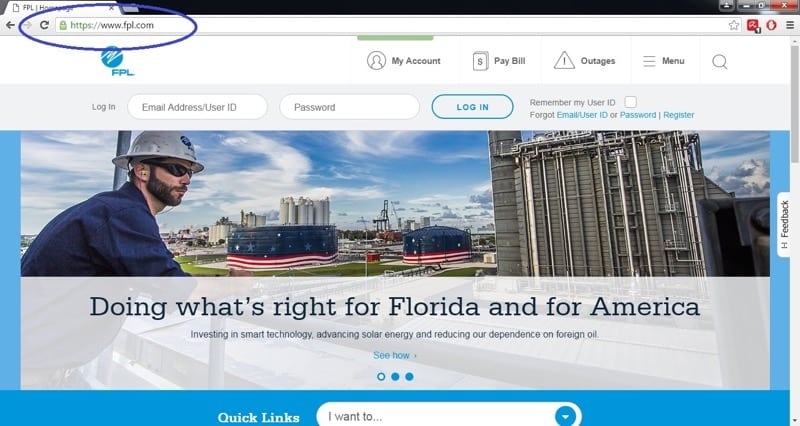 FPL | Homepage
https://www.fpl.com
FPL
My Account
$ Pay Bill
Outages
Menu
Log In
Email Address/User ID
Password
LOG IN
Remember my User ID
Forgot Email/User ID or Password | Register
Feedback
Doing what's right for Florida and for America
Investing in smart technology, advancing solar energy and reducing our dependence on foreign oil.
See how ›
Quick Links
I want to...